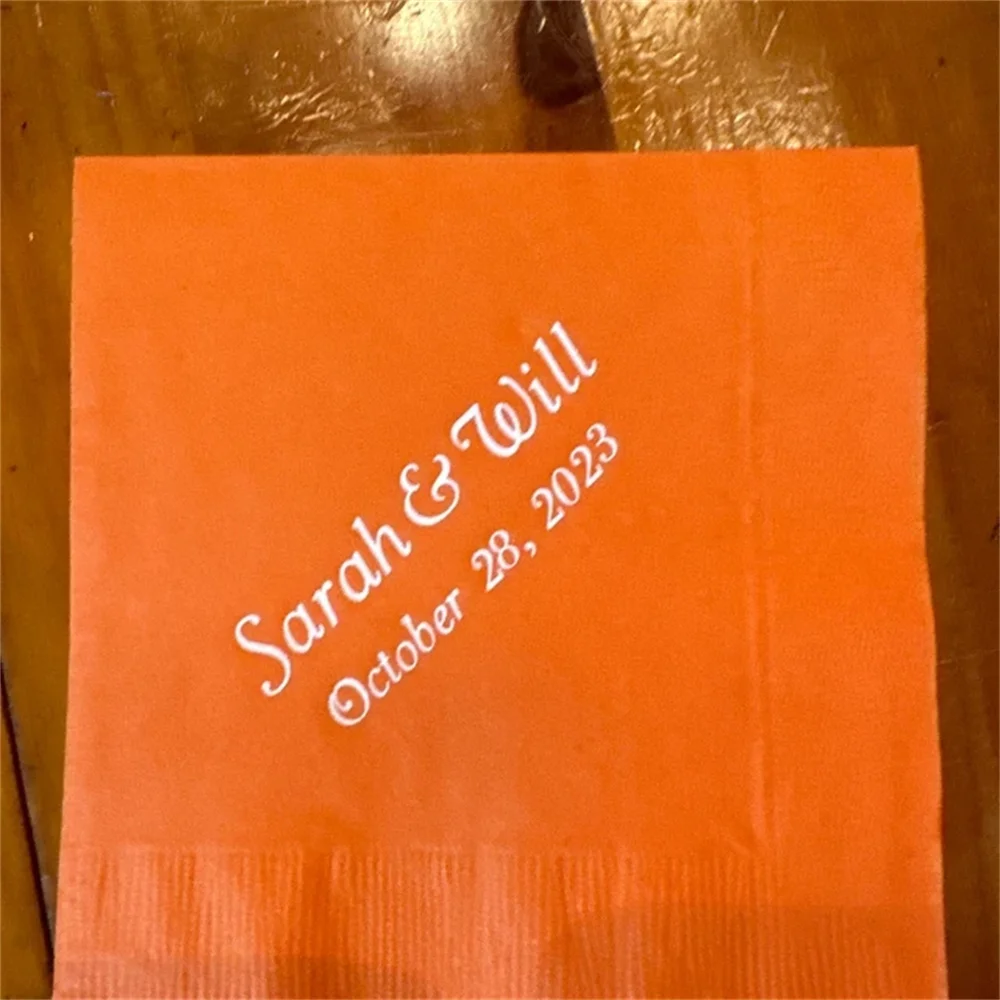 Sarah & Will
October 28, 2023